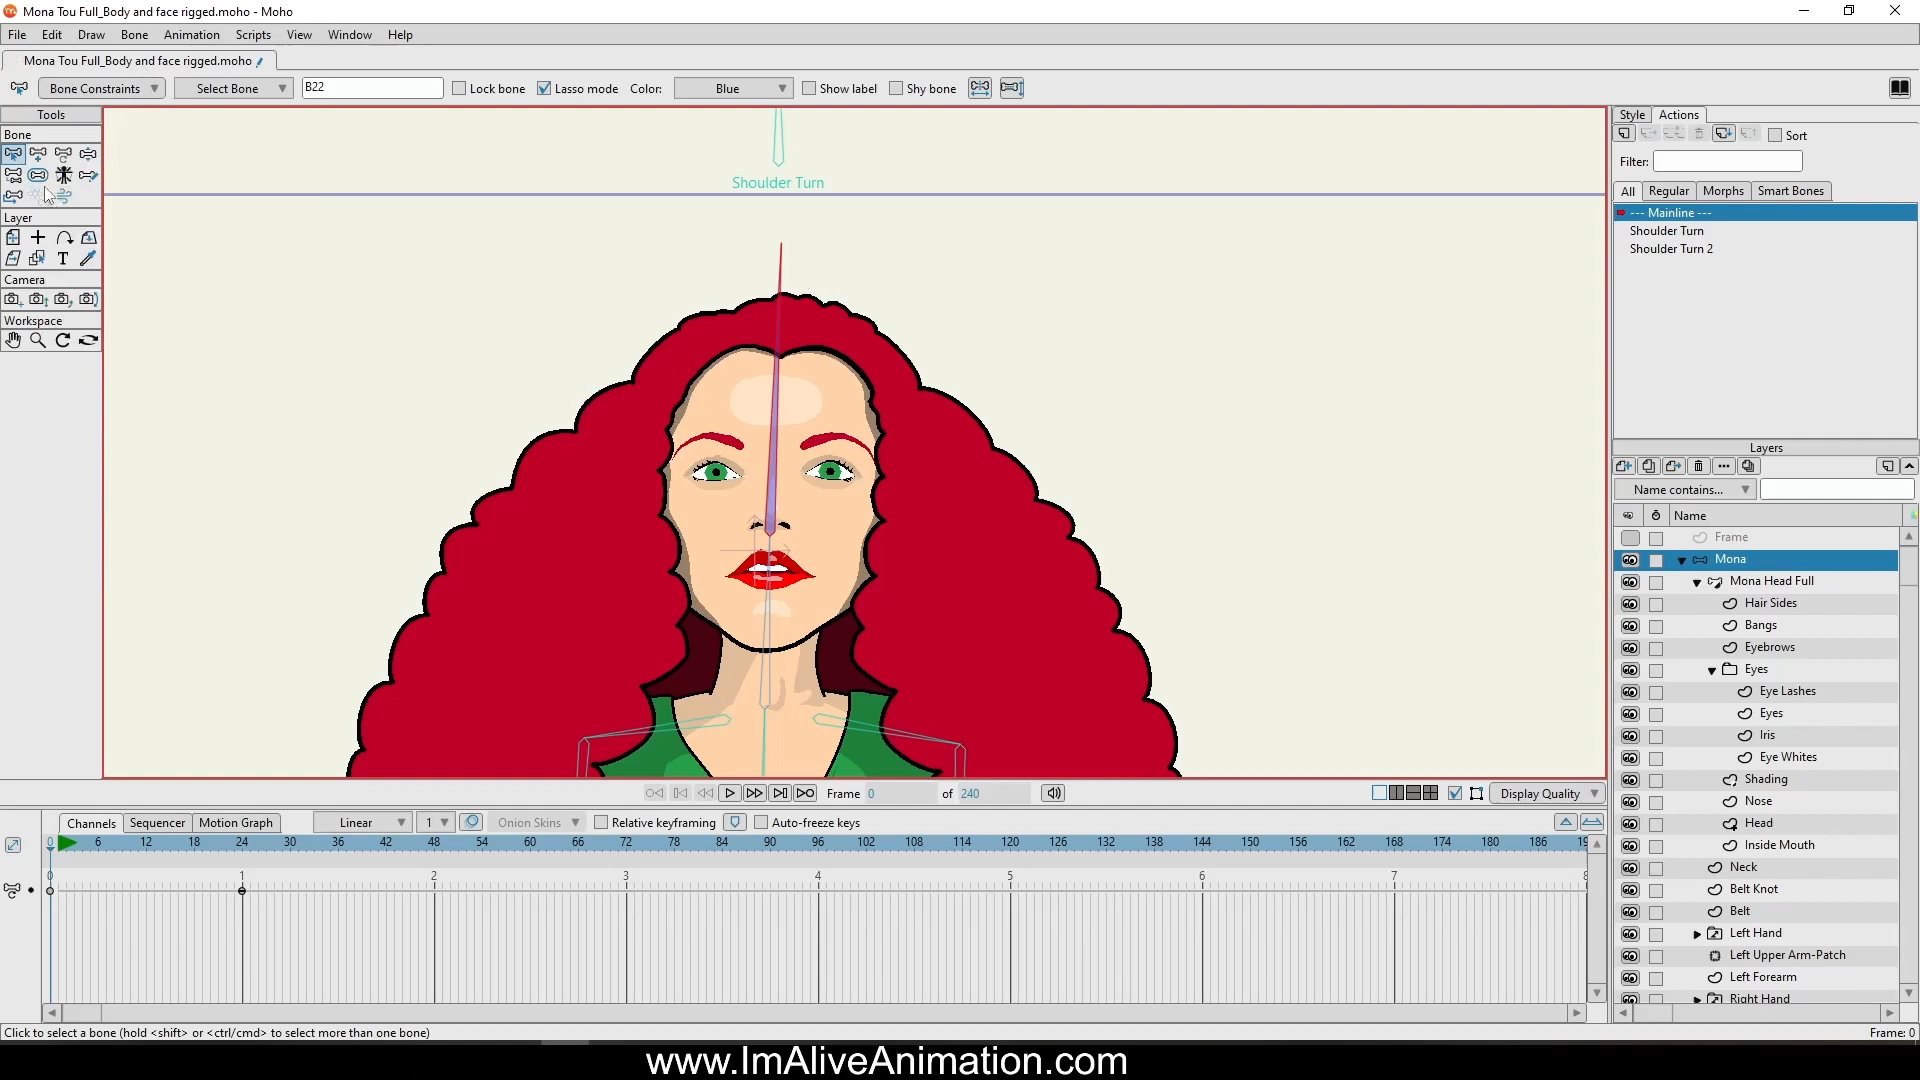 Mona Tou Full_Body and face rigged.moho - Moho
File Edit Draw Bone Animation Scripts View Window Help
Mona Tou Full_Body and face rigged.moho
Bone Constraints Select Bone B22 Lock bone Lasso mode Color: Blue Show label Shy bone
Tools
Bone
Layer
T
Camera
Workspace
Shoulder Turn
Style Actions
Sort
Filter:
All Regular Morphs Smart Bones
--- Mainline ---
Shoulder Turn
Shoulder Turn 2
Layers
Name contains...
Name
Frame
Mona
Mona Head Full
Hair Sides
Bangs
Eyebrows
Eyes
Eye Lashes
Eyes
Iris
Eye Whites
Shading
Nose
Head
Inside Mouth
Neck
Belt Knot
Belt
Left Hand
Left Upper Arm-Patch
Left Forearm
Right Hand
Frame 0 of 240 Display Quality
Channels Sequencer Motion Graph Linear 1 Onion Skins Relative keyframing Auto-freeze keys
0 6 12 18 24 30 36 42 48 54 60 66 72 78 84 90 96 102 108 114 120 126 132 138 144 150 156 162 168 174 180 186
0 1 2 3 4 5 6 7 8
Click to select a bone (hold <shift> or <ctrl/cmd> to select more than one bone) Frame: 0
www.ImAliveAnimation.com